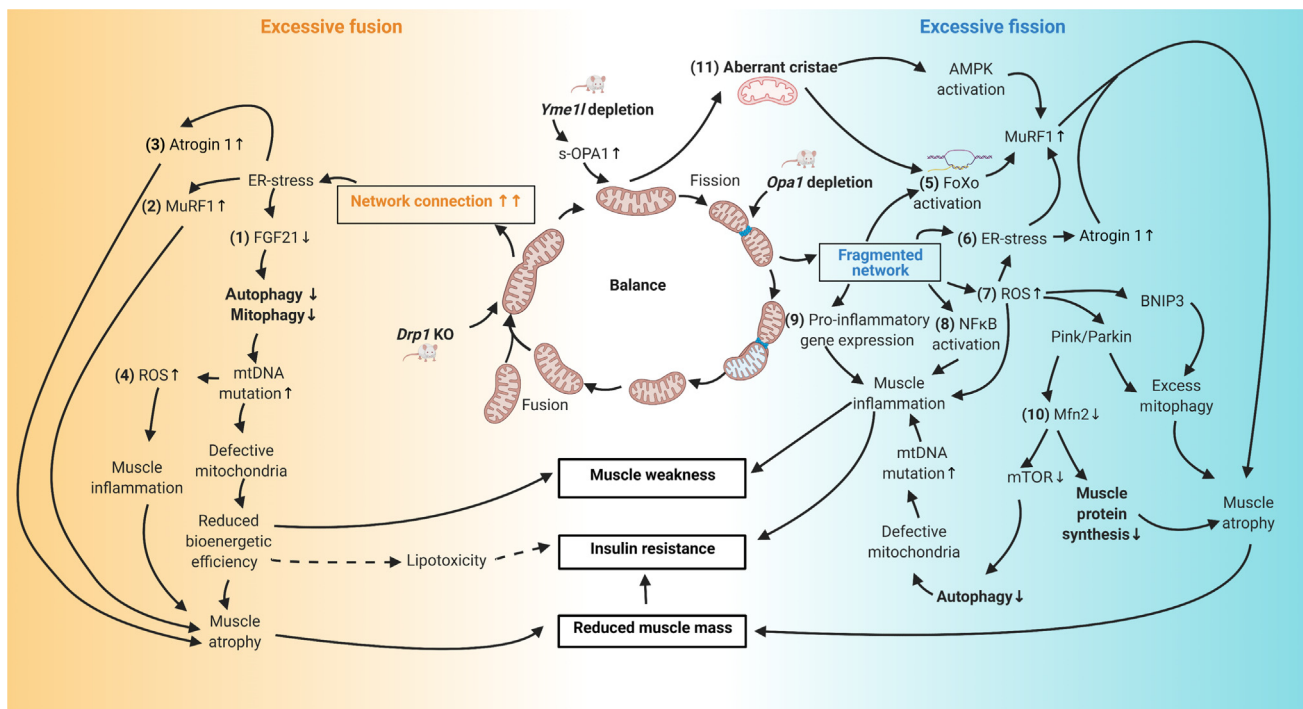 Excessive fusion
Excessive fission
(11) Aberrant cristae
AMPK
activation
Yme1l depletion
MuRF1↑
(3) Atrogin 1↑
s-OPA1↑
Fission
Opa1 depletion
(5) FoXo
activation
ER-stress
Network connection ↑↑
(2) MuRF1↑
(1) FGF21↓
(6) ER-stress
Atrogin 1↑
Fragmented
network
Balance
Autophagy ↓
Mitophagy↓
(7) ROS↑
BNIP3
(9) Pro-inflammatory
gene expression
(8) NFκB
activation
Drp1 KO
Pink/Parkin
(4) ROS↑
mtDNA
mutation↑
Muscle
inflammation
Excess
mitophagy
Fusion
(10) Mfn2↓
Defective
mitochondria
mtDNA
mutation↑
Muscle
inflammation
Muscle weakness
mTOR↓
Muscle
protein
synthesis↓
Muscle
atrophy
Reduced
bioenergetic
efficiency
Defective
mitochondria
Insulin resistance
Lipotoxicity
Autophagy↓
Muscle
atrophy
Reduced muscle mass